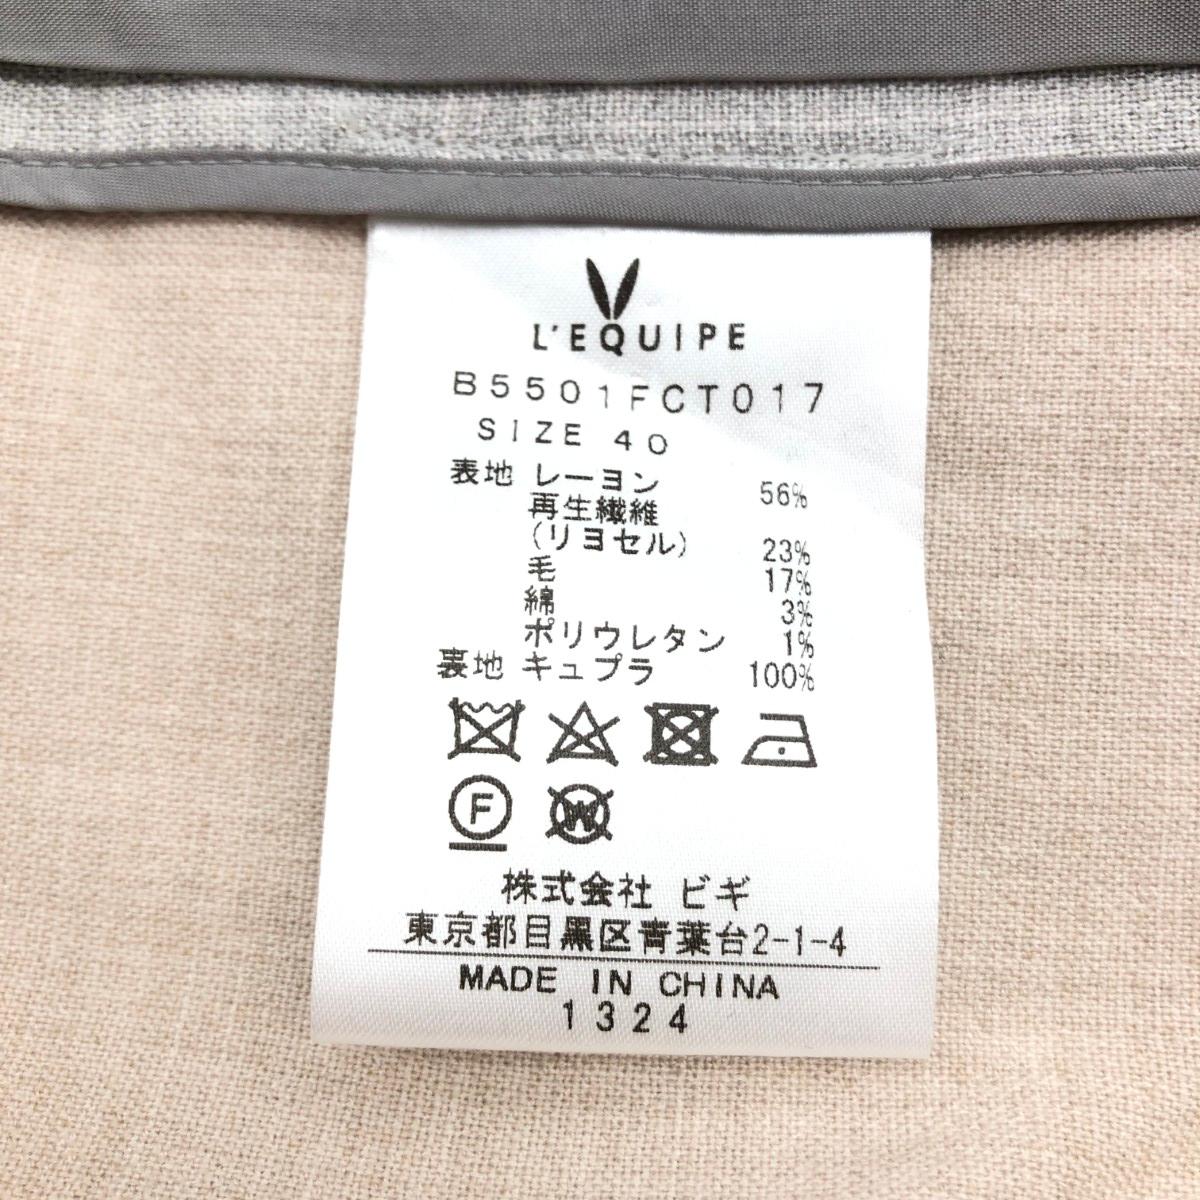 L'EQUIPE
B5501FCT017
SIZE 40
表地 レーヨン 56%
再生繊維
(リヨセル) 23%
毛 17%
綿 3%
ポリウレタン 1%
裏地 キュプラ 100%
F W
株式会社 ビギ
東京都目黒区青葉台2-1-4
MADE IN CHINA
1324